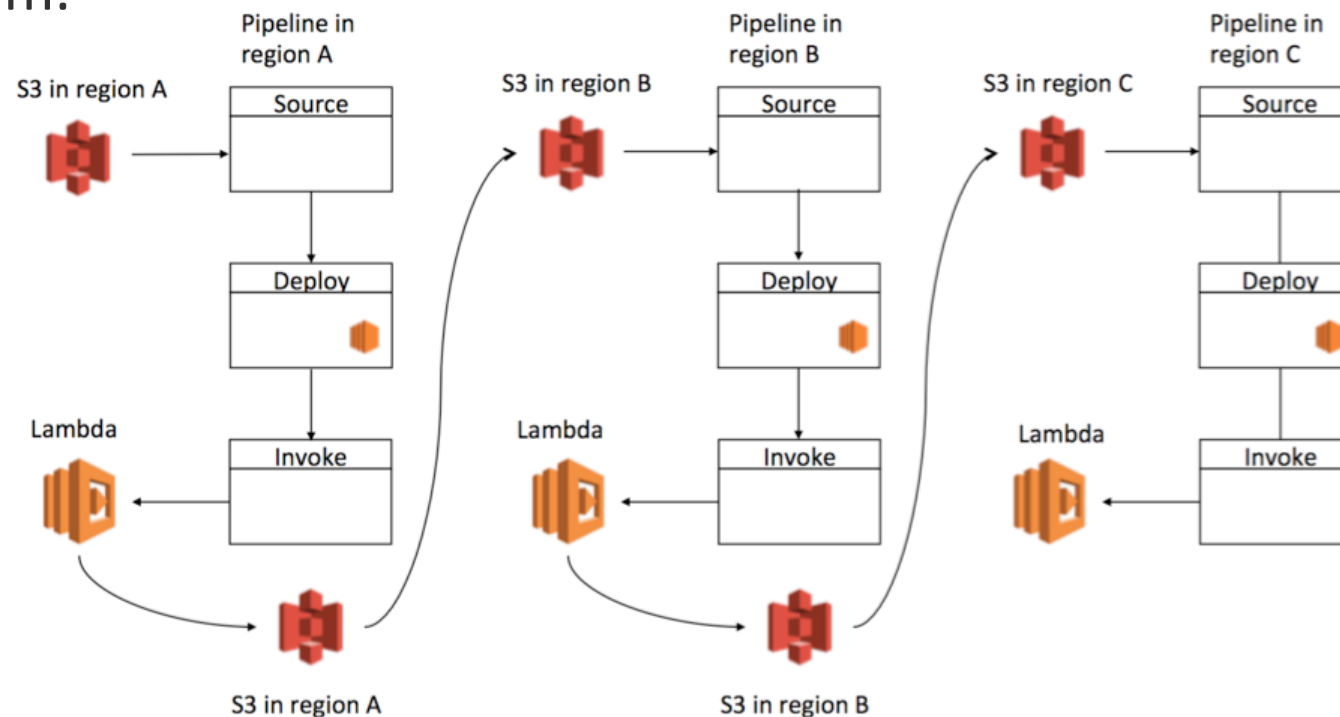 Pipeline in
region A
S3 in region A
Source
Deploy
Lambda
Invoke
S3 in region A
Pipeline in
region B
S3 in region B
Source
Deploy
Lambda
Invoke
S3 in region B
Pipeline in
region C
S3 in region C
Source
Deploy
Lambda
Invoke